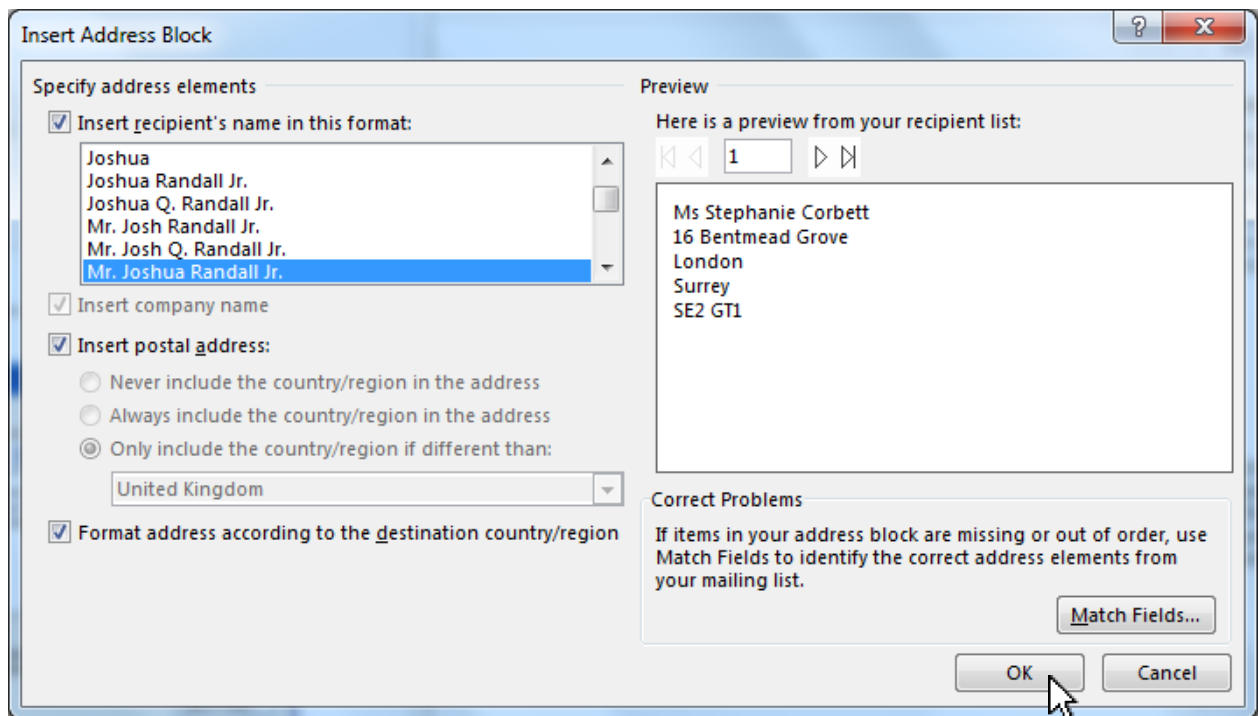 Insert Address Block
Specify address elements
Insert recipient's name in this format:
Joshua
Joshua Randall Jr.
Joshua Q. Randall Jr.
Mr. Josh Randall Jr.
Mr. Josh Q. Randall Jr.
Mr. Joshua Randall Jr.
Insert company name
Insert postal address:
Never include the country/region in the address
Always include the country/region in the address
Only include the country/region if different than:
United Kingdom
Format address according to the destination country/region
Preview
Here is a preview from your recipient list:
1
Ms Stephanie Corbett
16 Bentmead Grove
London
Surrey
SE2 GT1
Correct Problems
If items in your address block are missing or out of order, use
Match Fields to identify the correct address elements from
your mailing list.
Match Fields...
OK
Cancel